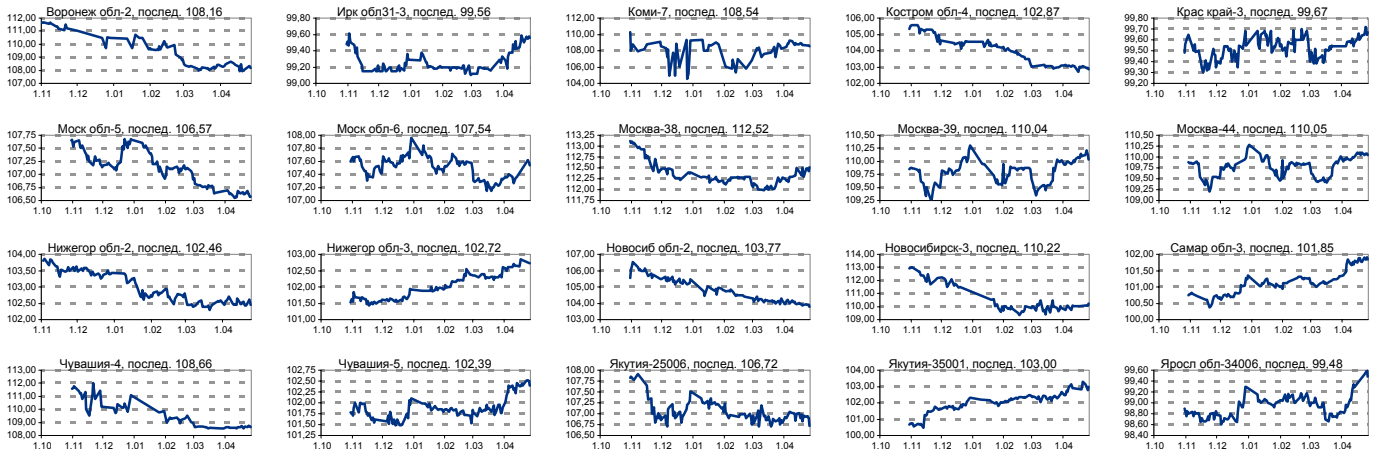 Воронеж обл-2, послед. 108,16
112,00
111,00
110,00
109,00
108,00
107,00
1.11 1.12 1.01 1.02 1.03 1.04
Ирк обл31-3, послед. 99,56
99,80
99,60
99,40
99,20
99,00
1.10 1.11 1.12 1.01 1.02 1.03 1.04
Коми-7, послед. 108,54
112,00
110,00
108,00
106,00
104,00
1.10 1.11 1.12 1.01 1.02 1.03 1.04
Костром обл-4, послед. 102,87
106,00
105,00
104,00
103,00
102,00
1.10 1.11 1.12 1.01 1.02 1.03 1.04
Крас край-3, послед. 99,67
99,80
99,70
99,60
99,50
99,40
99,30
99,20
1.10 1.11 1.12 1.01 1.02 1.03 1.04
Моск обл-5, послед. 106,57
107,75
107,50
107,25
107,00
106,75
106,50
1.10 1.11 1.12 1.01 1.02 1.03 1.04
Моск обл-6, послед. 107,54
108,00
107,80
107,60
107,40
107,20
107,00
1.10 1.11 1.12 1.01 1.02 1.03 1.04
Москва-38, послед. 112,52
113,25
113,00
112,75
112,50
112,25
112,00
111,75
1.10 1.11 1.12 1.01 1.02 1.03 1.04
Москва-39, послед. 110,04
110,50
110,25
110,00
109,75
109,50
109,25
1.10 1.11 1.12 1.01 1.02 1.03 1.04
Москва-44, послед. 110,05
110,50
110,25
110,00
109,75
109,50
109,25
109,00
1.10 1.11 1.12 1.01 1.02 1.03 1.04
Нижегор обл-2, послед. 102,46
104,00
103,50
103,00
102,50
102,00
1.11 1.12 1.01 1.02 1.03 1.04
Нижегор обл-3, послед. 102,72
103,00
102,50
102,00
101,50
101,00
1.10 1.11 1.12 1.01 1.02 1.03 1.04
Новосиб обл-2, послед. 103,77
107,00
106,00
105,00
104,00
103,00
1.10 1.11 1.12 1.01 1.02 1.03 1.04
Новосибирск-3, послед. 110,22
114,00
113,00
112,00
111,00
110,00
109,00
1.10 1.11 1.12 1.01 1.02 1.03 1.04
Самар обл-3, послед. 101,85
102,00
101,50
101,00
100,50
100,00
1.10 1.11 1.12 1.01 1.02 1.03 1.04
Чувашия-4, послед. 108,66
113,00
112,00
111,00
110,00
109,00
108,00
1.10 1.11 1.12 1.01 1.02 1.03 1.04
Чувашия-5, послед. 102,39
102,75
102,50
102,25
102,00
101,75
101,50
101,25
1.10 1.11 1.12 1.01 1.02 1.03 1.04
Якутия-25006, послед. 106,72
108,00
107,75
107,50
107,25
107,00
106,75
106,50
1.10 1.11 1.12 1.01 1.02 1.03 1.04
Якутия-35001, послед. 103,00
104,00
103,00
102,00
101,00
100,00
1.10 1.11 1.12 1.01 1.02 1.03 1.04
Яросл обл-34006, послед. 99,48
99,60
99,40
99,20
99,00
98,80
98,60
98,40
1.10 1.11 1.12 1.01 1.02 1.03 1.04